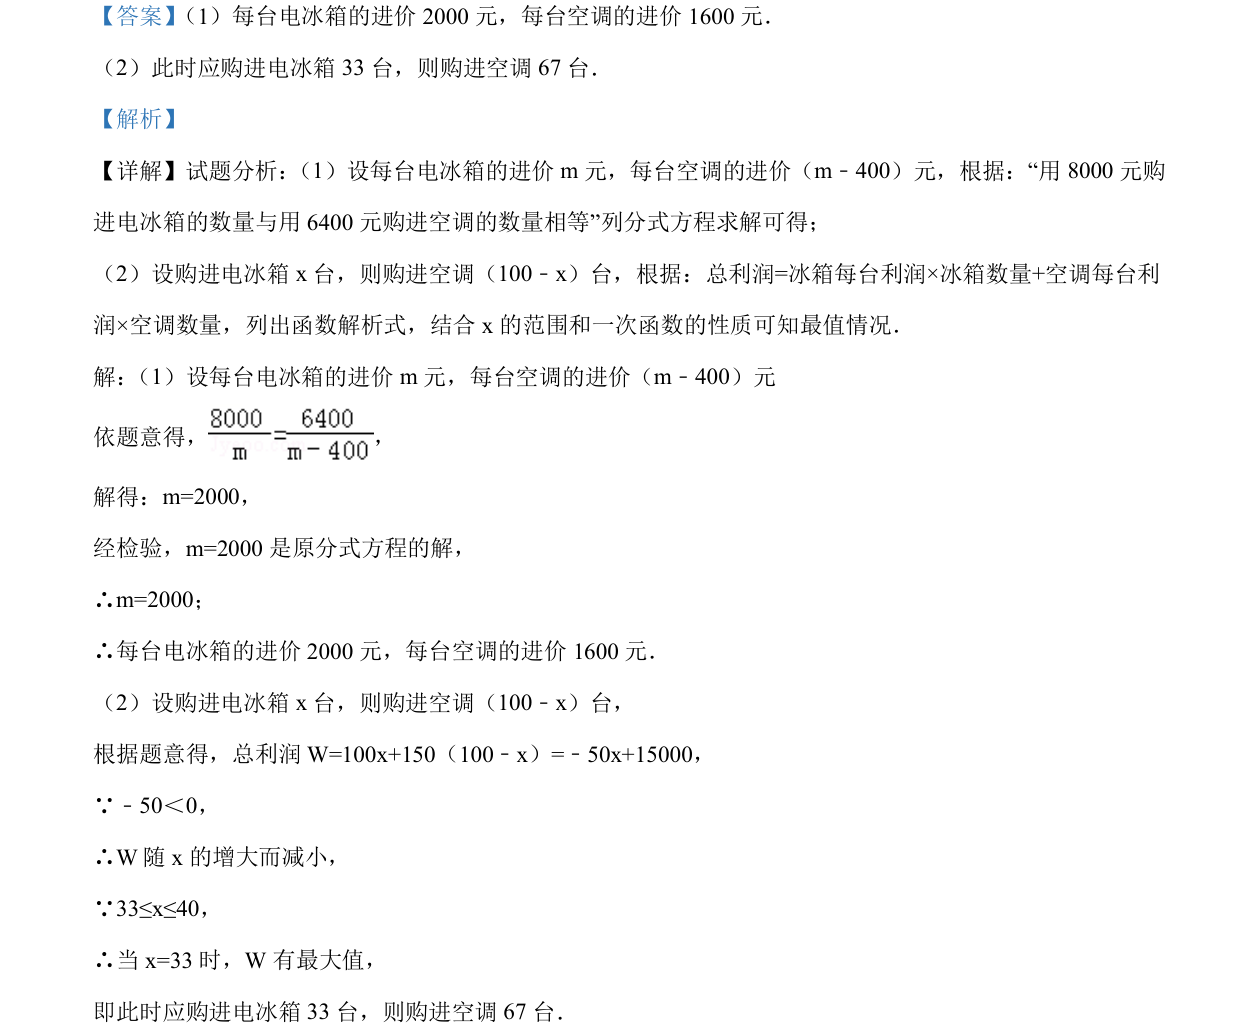 【答案】（1）每台电冰箱的进价 2000 元，每台空调的进价 1600 元．
（2）此时应购进电冰箱 33 台，则购进空调 67 台．
【解析】
【详解】试题分析：（1）设每台电冰箱的进价 m 元，每台空调的进价（m﹣400）元，根据：“用 8000 元购
进电冰箱的数量与用 6400 元购进空调的数量相等”列分式方程求解可得；
（2）设购进电冰箱 x 台，则购进空调（100﹣x）台，根据：总利润=冰箱每台利润×冰箱数量+空调每台利
润×空调数量，列出函数解析式，结合 x 的范围和一次函数的性质可知最值情况．
解：（1）设每台电冰箱的进价 m 元，每台空调的进价（m﹣400）元
依题意得，8000/m=6400/(m﹣400)，
解得：m=2000，
经检验，m=2000 是原分式方程的解，
∴m=2000；
∴每台电冰箱的进价 2000 元，每台空调的进价 1600 元．
（2）设购进电冰箱 x 台，则购进空调（100﹣x）台，
根据题意得，总利润 W=100x+150（100﹣x）=﹣50x+15000，
∵﹣50＜0，
∴W 随 x 的增大而减小，
∵33≤x≤40，
∴当 x=33 时，W 有最大值，
即此时应购进电冰箱 33 台，则购进空调 67 台．